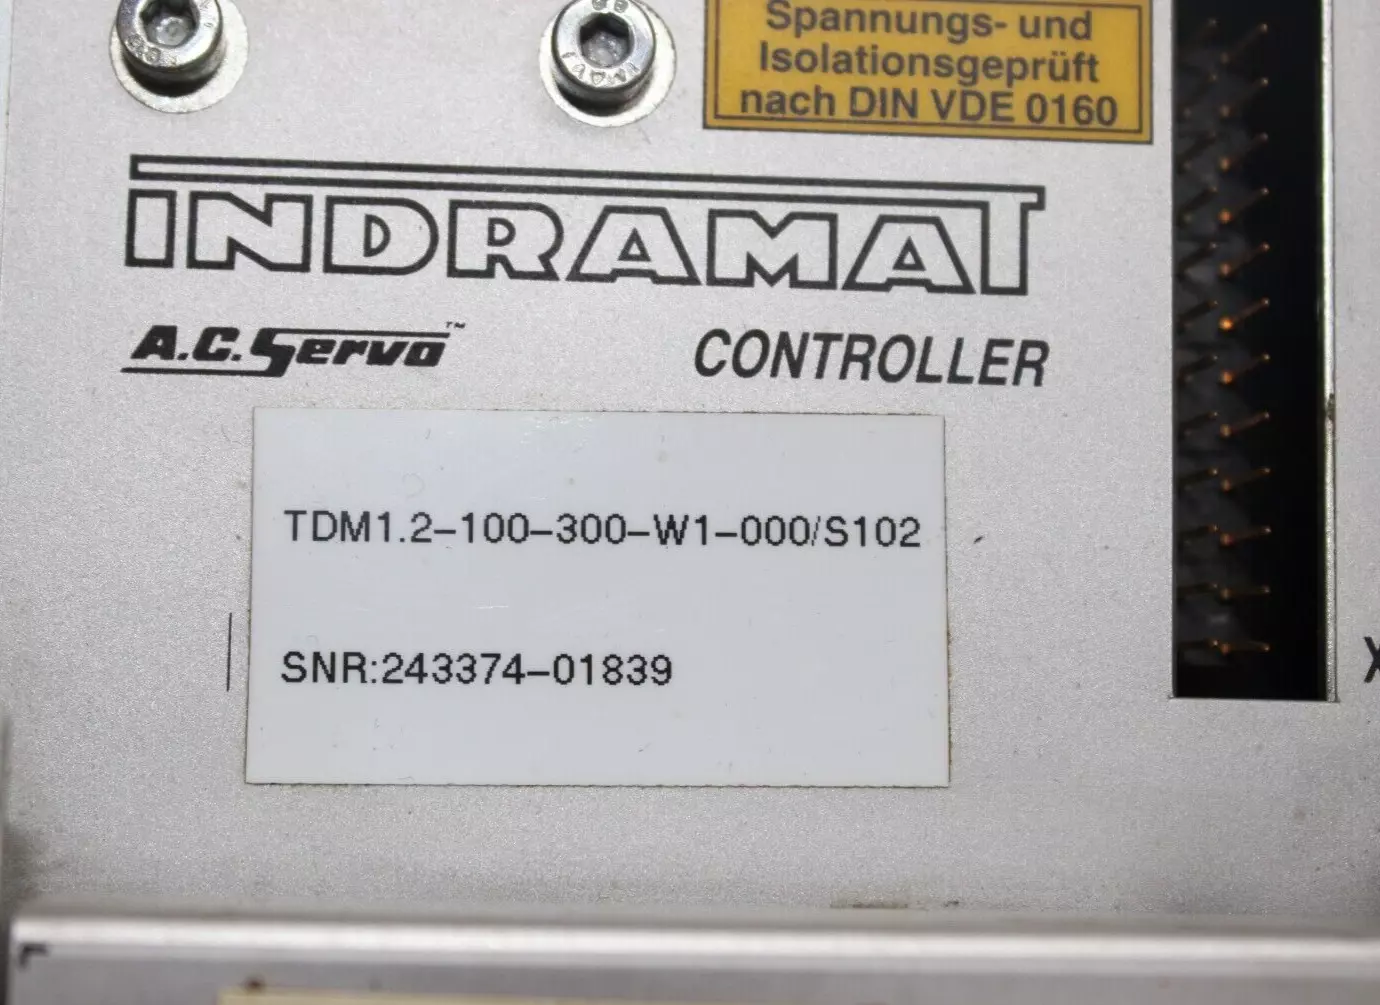 Spannungs- und
Isolationsgeprüft
nach DIN VDE 0160
INDRAMAT
A.C. Servo™ CONTROLLER
TDM1.2-100-300-W1-000/S102
SNR:243374-01839
X